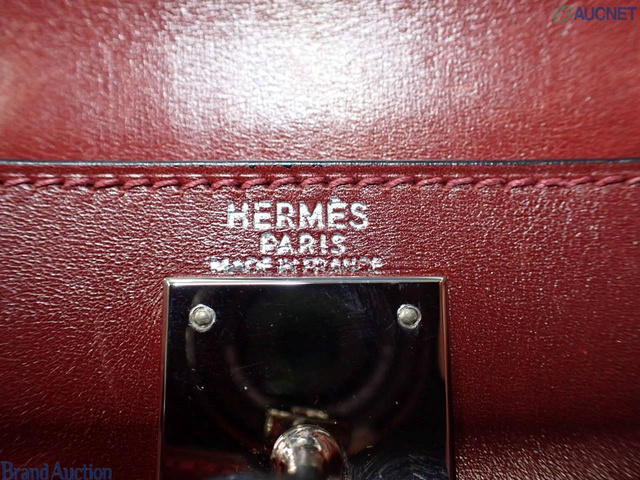 AUCNET
HERMÈS
PARIS
MADE IN FRANCE
Brand Auction